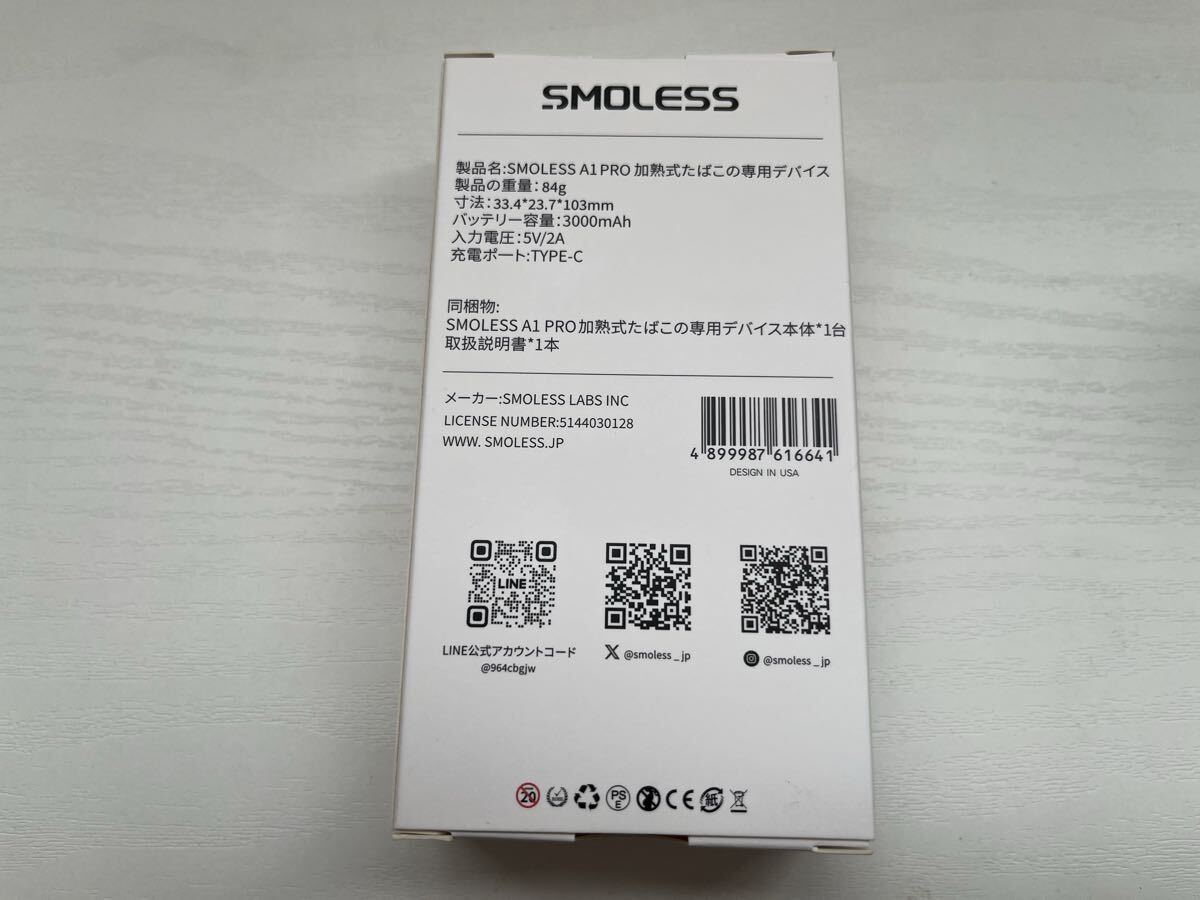 SMOLESS
製品名:SMOLESS A1 PRO 加熱式たばこの専用デバイス
製品の重量:84g
寸法:33.4*23.7*103mm
バッテリー容量:3000mAh
入力電圧:5V/2A
充電ポート:TYPE-C
同梱物:
SMOLESS A1 PRO加熱式たばこの専用デバイス本体*1台
取扱説明書*1本
メーカー:SMOLESS LABS INC
LICENSE NUMBER:5144030128
WWW. SMOLESS.JP
4 899987 616641
DESIGN IN USA
LINE
LINE公式アカウントコード
@964cbgjw
@smoless_jp
@smoless_jp
20 PSE CE 紙